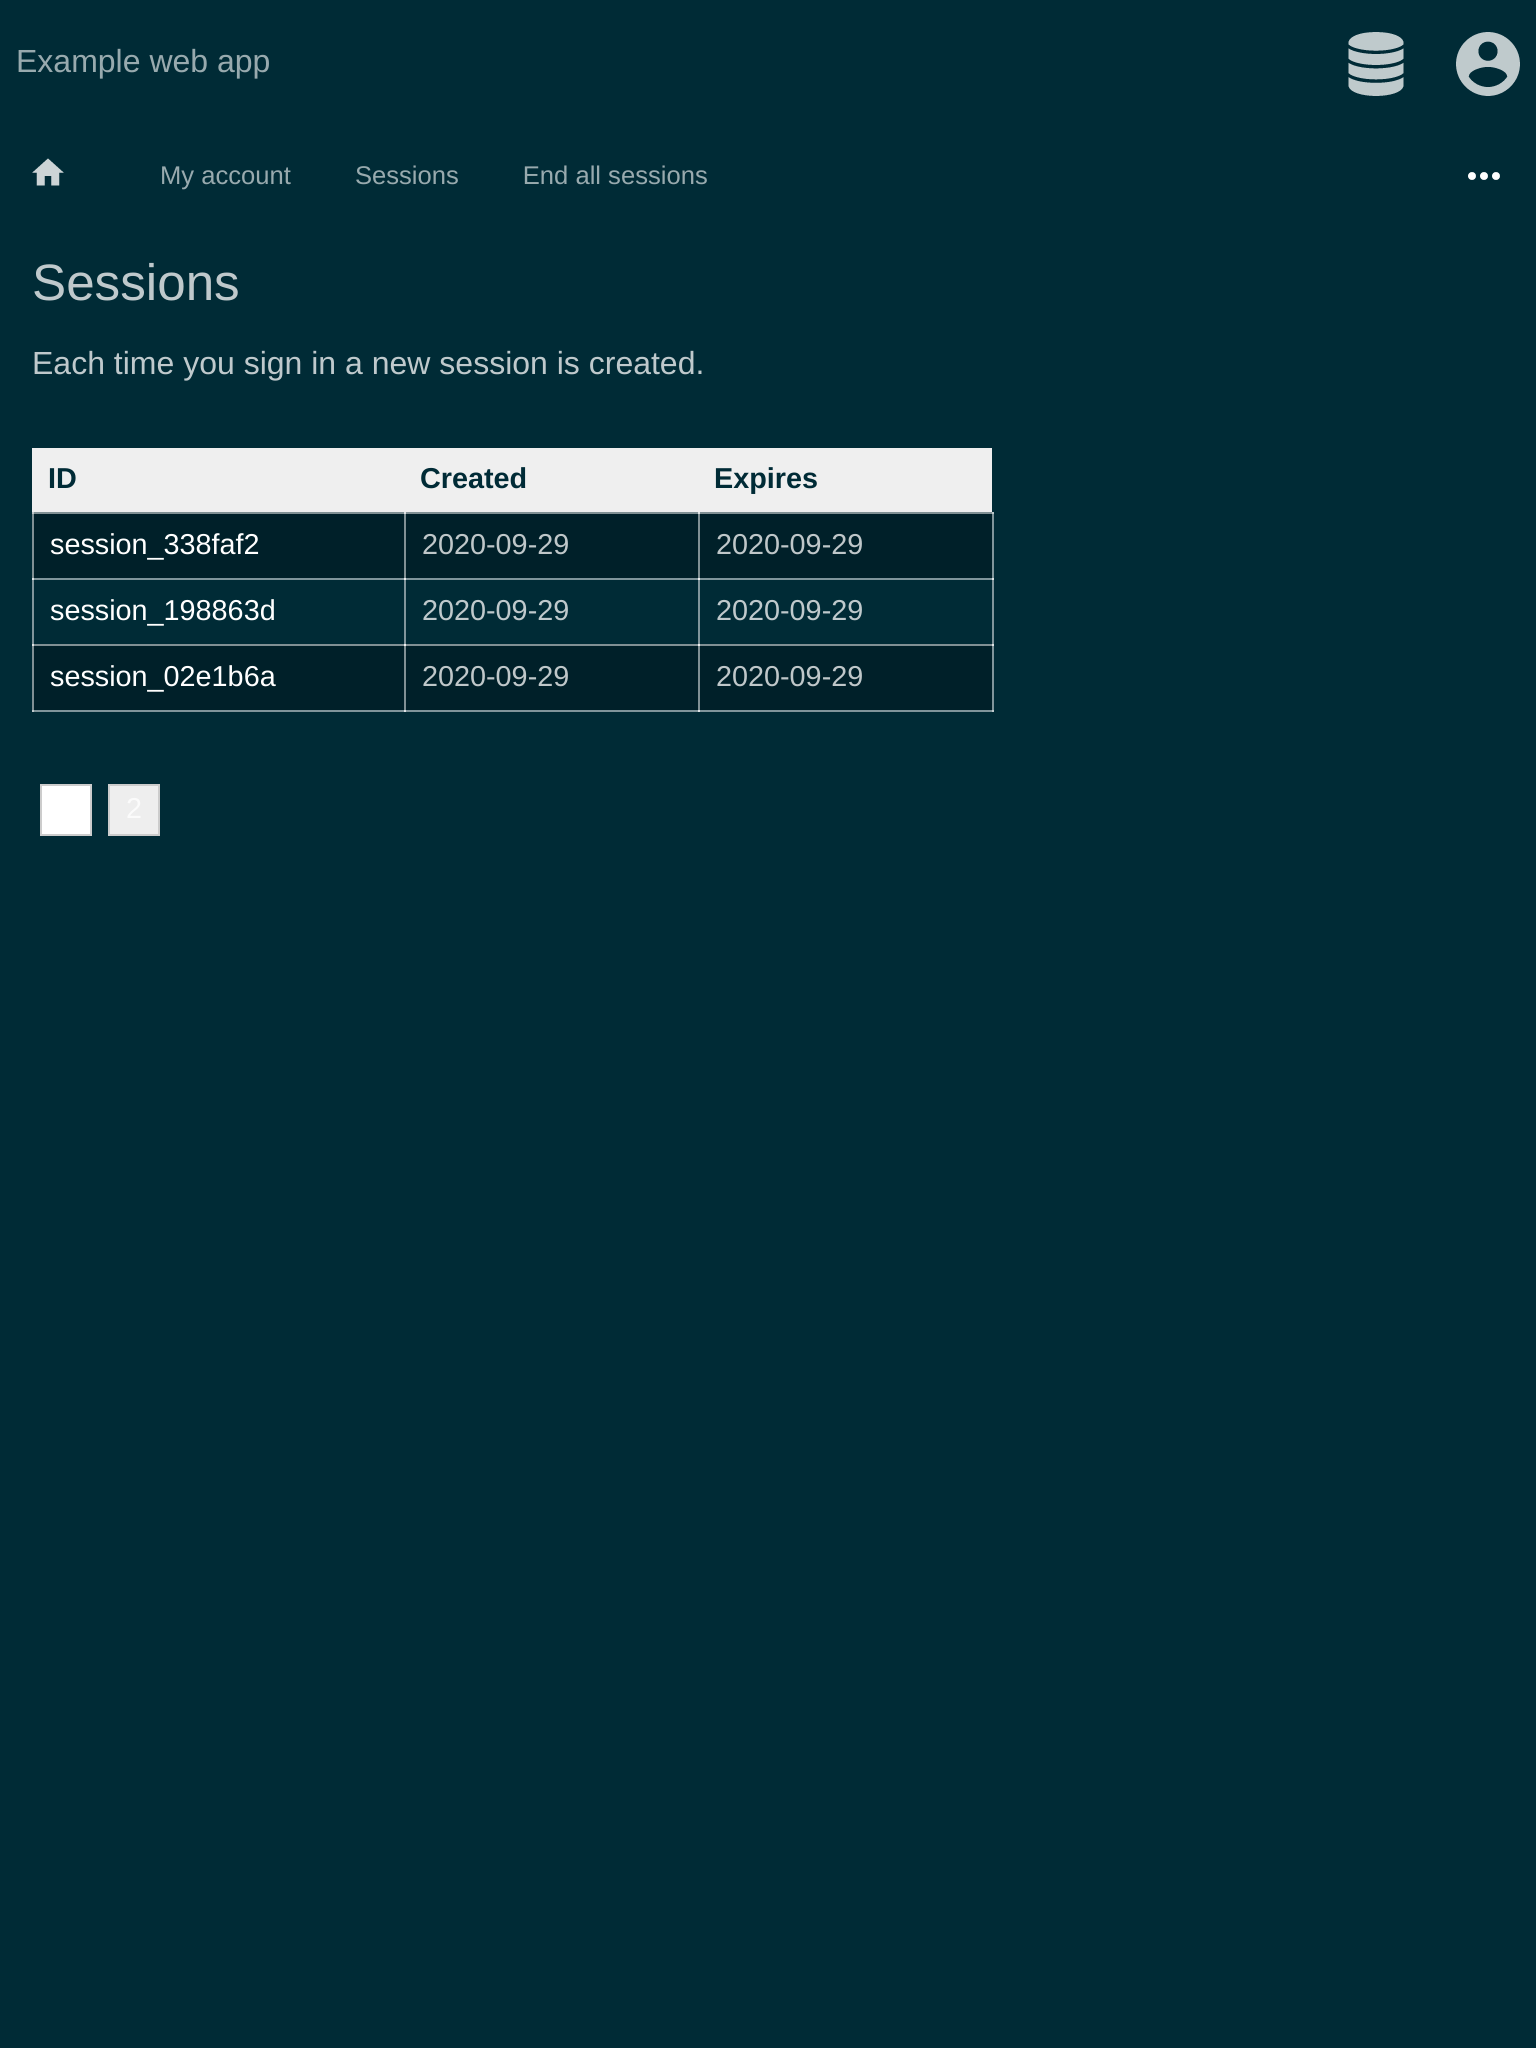 Example web app
My account Sessions End all sessions
Sessions
Each time you sign in a new session is created.
ID Created Expires
session_338faf2 2020-09-29 2020-09-29
session_198863d 2020-09-29 2020-09-29
session_02e1b6a 2020-09-29 2020-09-29
2